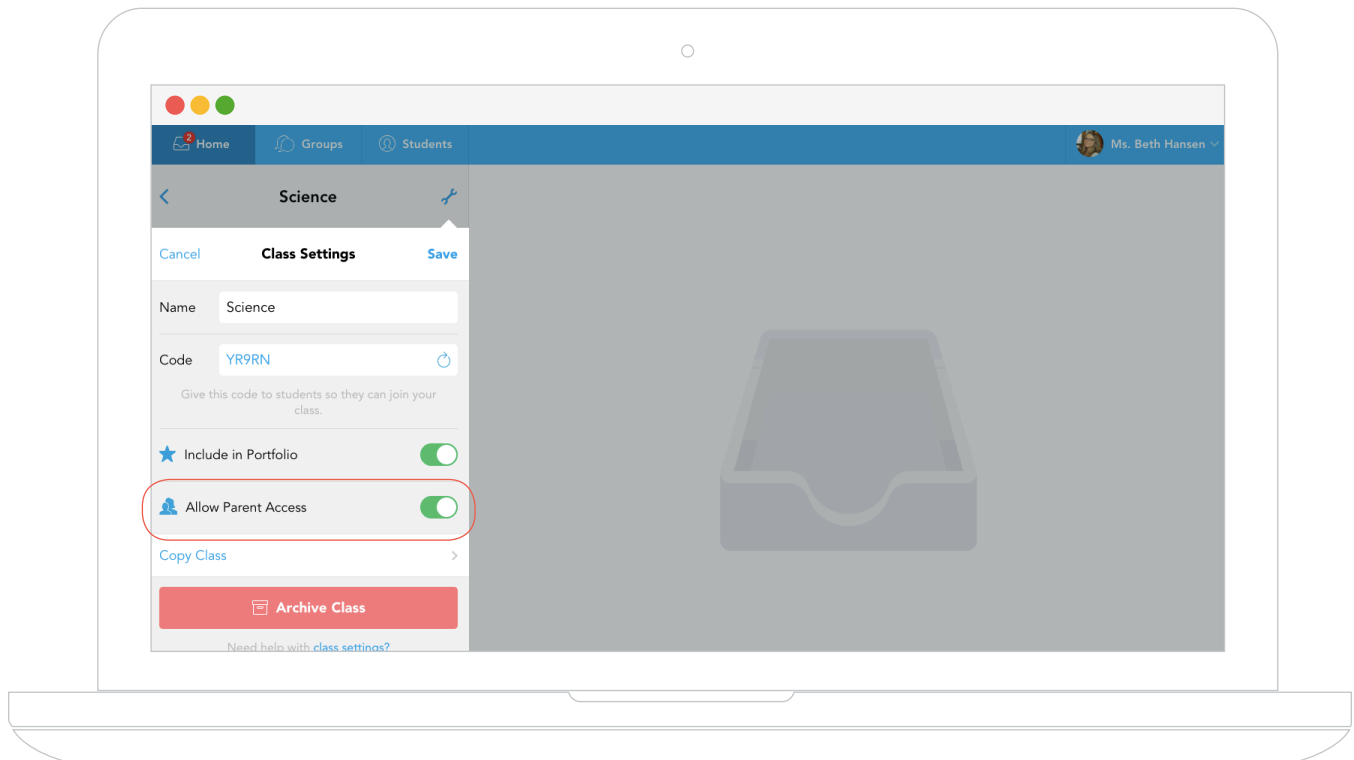 2
Home
Groups
Students
Ms. Beth Hansen
Science
Cancel
Class Settings
Save
Name
Science
Code
YR9RN
Give this code to students so they can join your
class.
Include in Portfolio
Allow Parent Access
Copy Class
Archive Class
Need help with class settings?